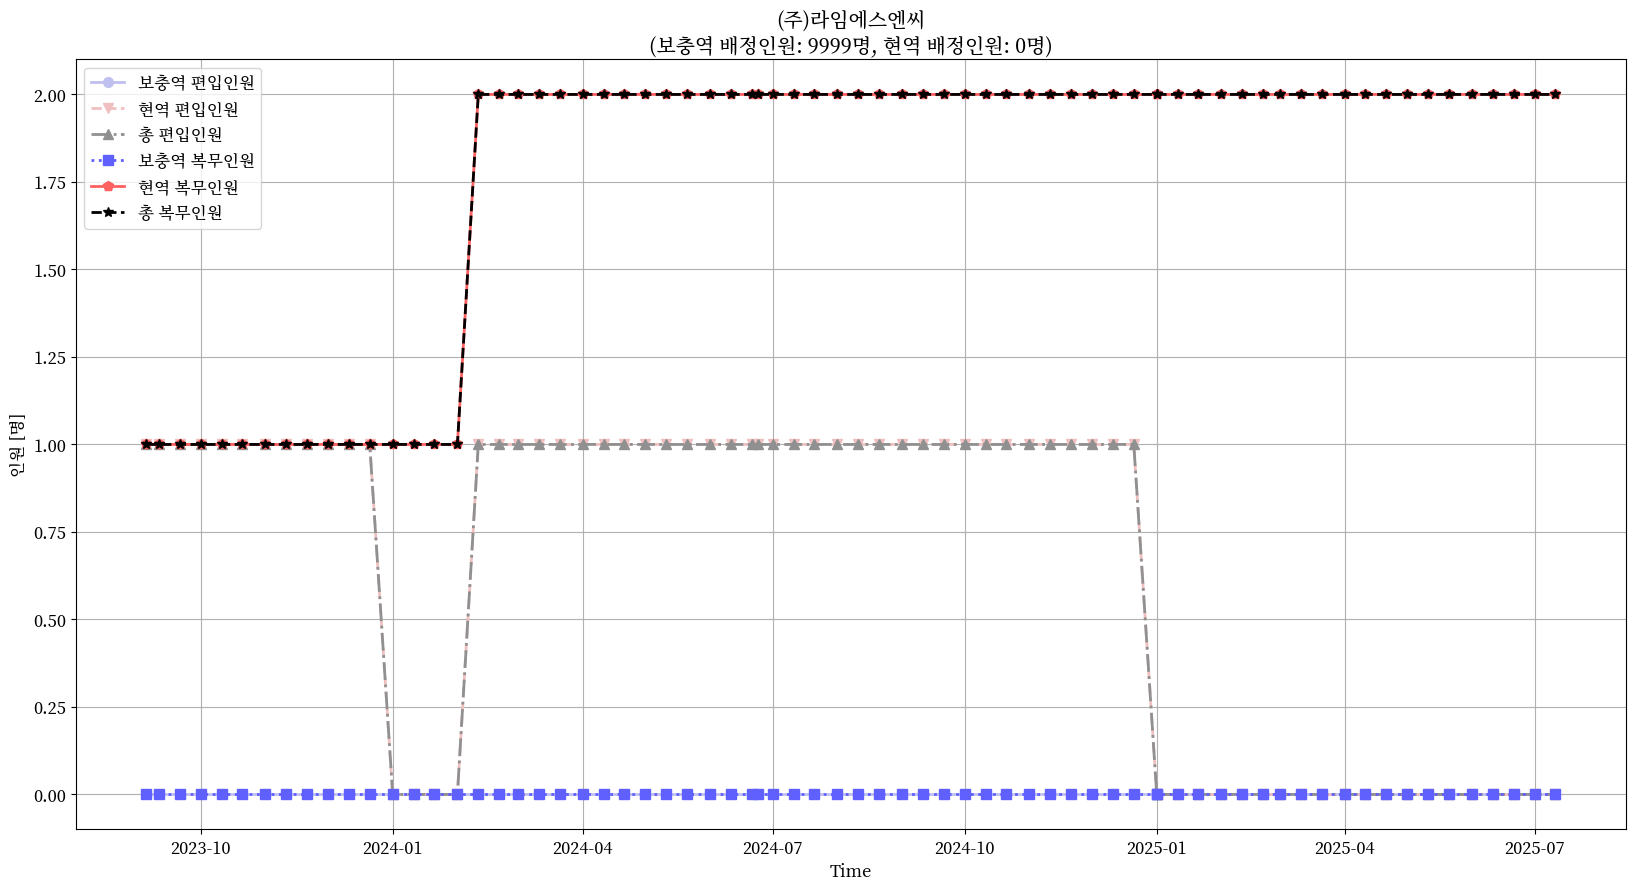 (주)라임에스엔씨
(보충역 배정인원: 9999명, 현역 배정인원: 0명)
보충역 편입인원
현역 편입인원
총 편입인원
보충역 복무인원
현역 복무인원
총 복무인원
인원 [명]
2.00
1.75
1.50
1.25
1.00
0.75
0.50
0.25
0.00
2023-10
2024-01
2024-04
2024-07
2024-10
2025-01
2025-04
2025-07
Time